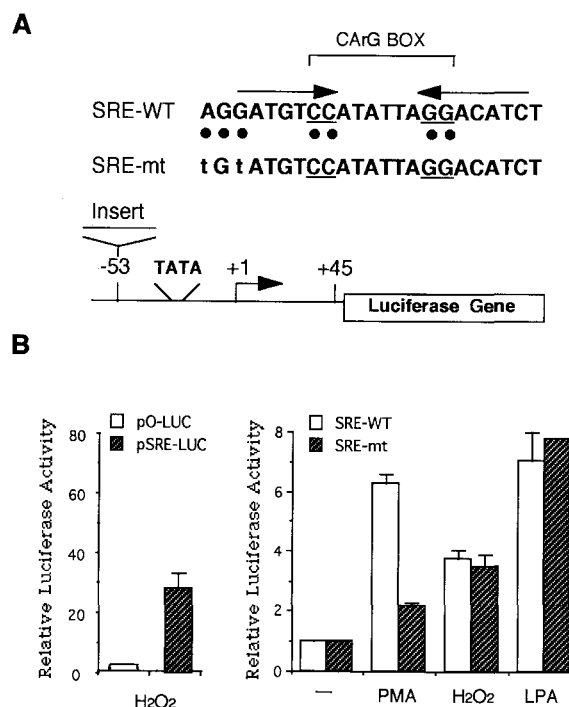 A
CArG BOX
SRE-WT AGGATGTCCATATTAGGACATCT
SRE-mt tGtATGTCCATATTAGGACATCT
Insert
-53 TATA +1 +45
Luciferase Gene
B
pO-LUC
pSRE-LUC
Relative Luciferase Activity
80
60
40
20
0
H2O2
SRE-WT
SRE-mt
Relative Luciferase Activity
8
6
4
2
0
— PMA H2O2 LPA